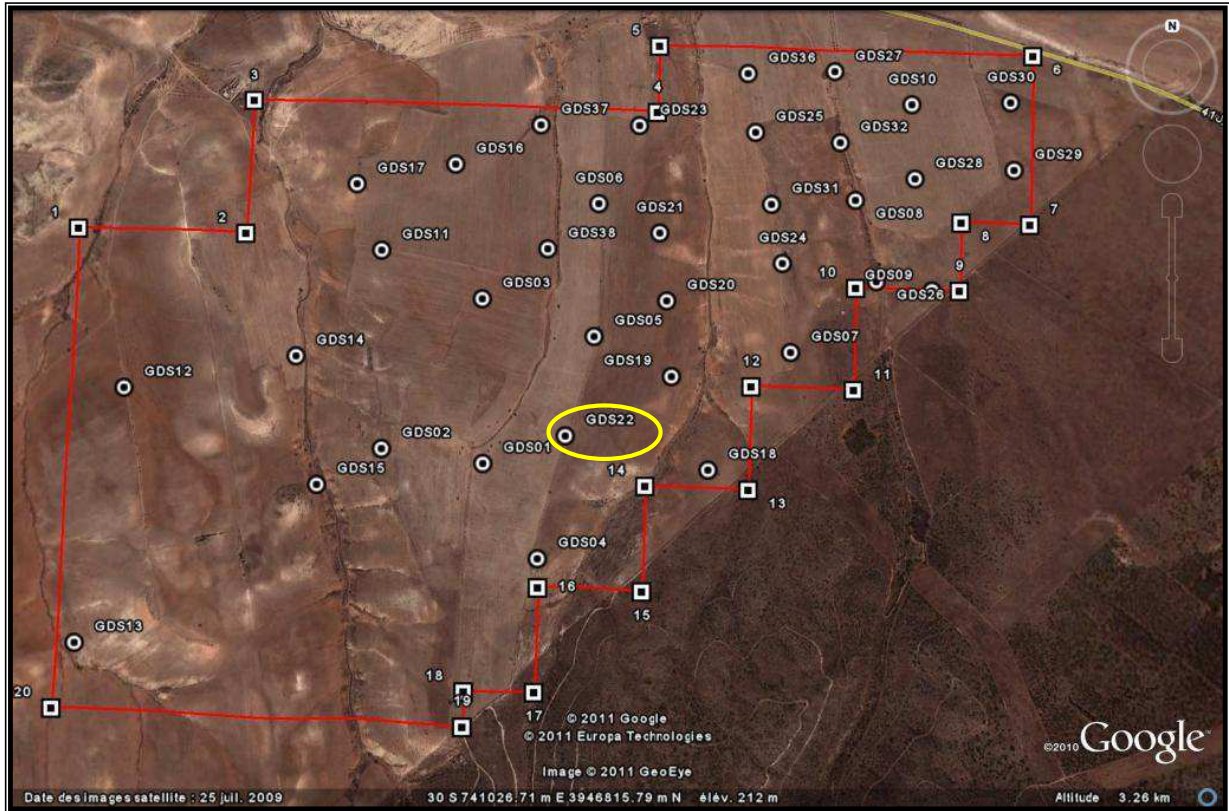 N
5
GDS36
GDS27
6
3
4
GDS10
GDS30
GDS37
GDS23
410
GDS25
GDS32
GDS16
GDS17
GDS28
GDS29
GDS06
GDS31
1
2
GDS21
GDS08
7
GDS11
GDS38
GDS24
8
10
GDS09
9
GDS03
GDS20
GDS26
GDS05
GDS14
GDS07
GDS12
GDS19
12
11
GDS22
GDS02
GDS01
GDS15
14
GDS18
13
GDS04
16
15
GDS13
18
20
19
17
© 2011 Google
© 2011 Europa Technologies
©2010 Google
Image © 2011 GeoEye
Date des images satellite : 25 juil. 2009
30 S 741026.71 m E 3946815.79 m N élév. 212 m
Altitude 3.26 km